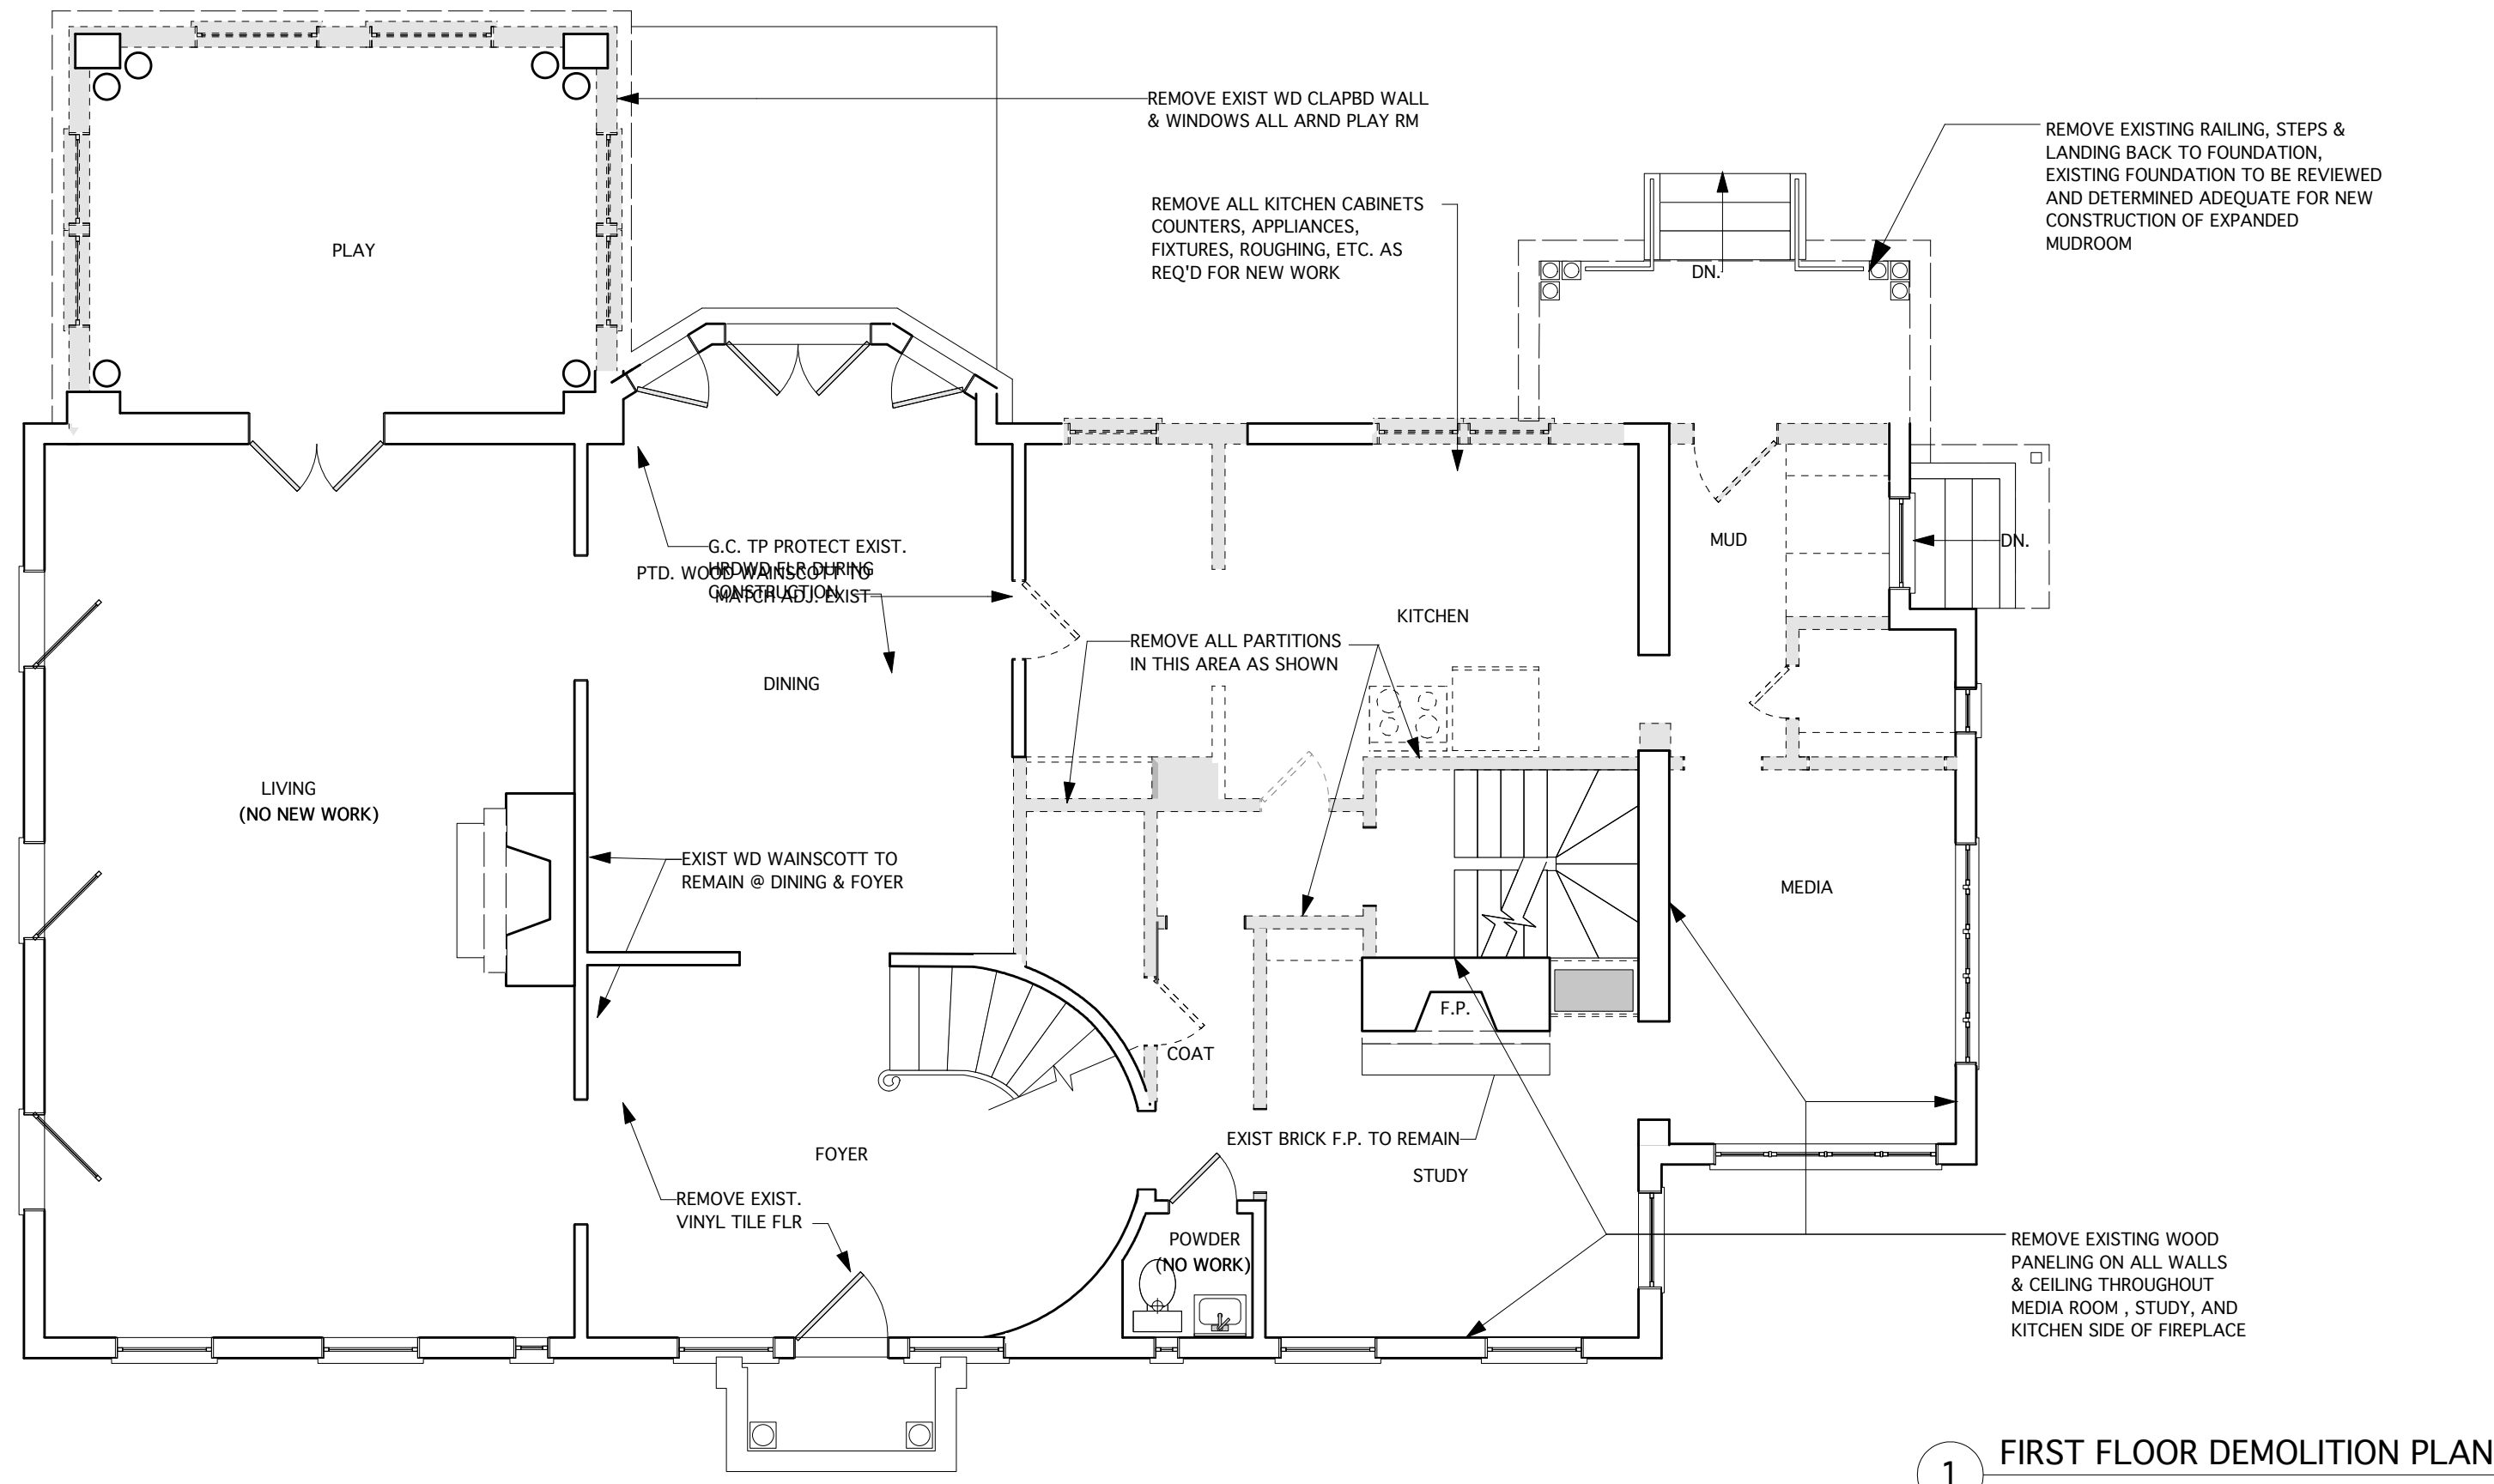 REMOVE EXIST WD CLAPBD WALL
& WINDOWS ALL ARND PLAY RM
REMOVE EXISTING RAILING, STEPS &
LANDING BACK TO FOUNDATION,
EXISTING FOUNDATION TO BE REVIEWED
AND DETERMINED ADEQUATE FOR NEW
CONSTRUCTION OF EXPANDED
MUDROOM
REMOVE ALL KITCHEN CABINETS
COUNTERS, APPLIANCES,
FIXTURES, ROUGHING, ETC. AS
REQ'D FOR NEW WORK
PLAY
DN.
G.C. TP PROTECT EXIST.
HRDWD FLR DURING
CONSTRUCTION
PTD. WOOD WAINSCOTT TO
MATCH ADJ. EXIST
MUD
DN.
KITCHEN
REMOVE ALL PARTITIONS
IN THIS AREA AS SHOWN
DINING
LIVING
(NO NEW WORK)
EXIST WD WAINSCOTT TO
REMAIN @ DINING & FOYER
MEDIA
F.P.
COAT
EXIST BRICK F.P. TO REMAIN
FOYER
STUDY
REMOVE EXIST.
VINYL TILE FLR
POWDER
(NO WORK)
REMOVE EXISTING WOOD
PANELING ON ALL WALLS
& CEILING THROUGHOUT
MEDIA ROOM , STUDY, AND
KITCHEN SIDE OF FIREPLACE
1
FIRST FLOOR DEMOLITION PLAN